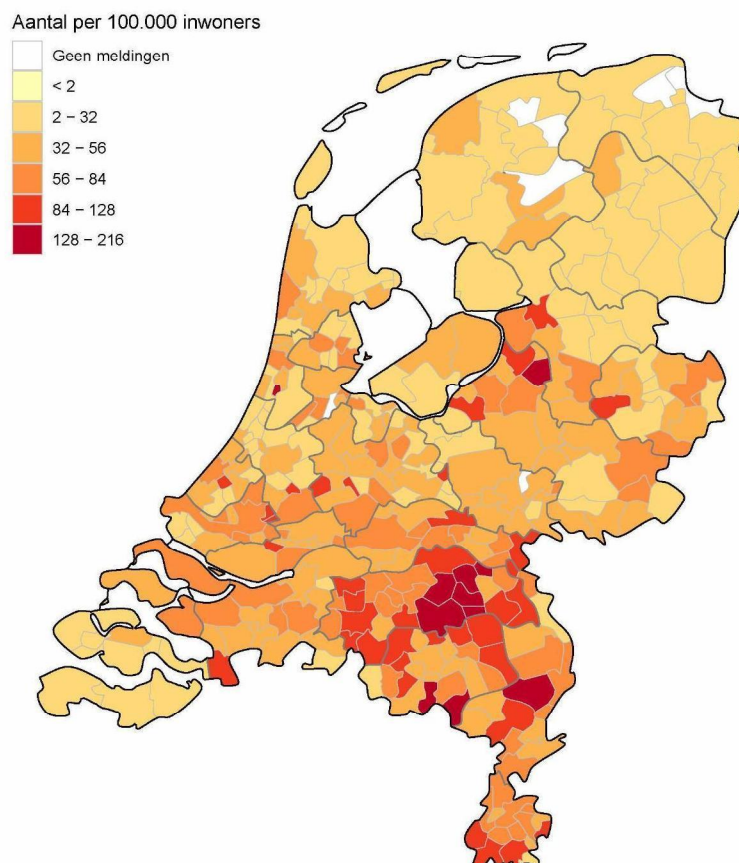 Aantal per 100.000 inwoners
Geen meldingen
< 2
2 – 32
32 – 56
56 – 84
84 – 128
128 – 216